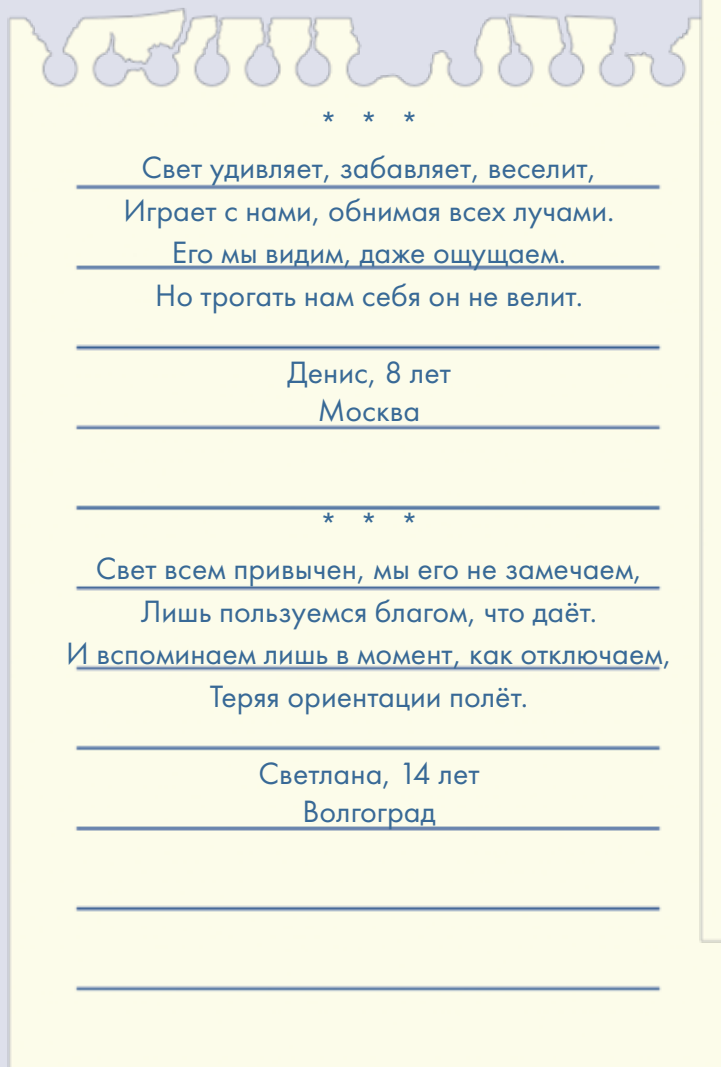 * * *
Свет удивляет, забавляет, веселит,
Играет с нами, обнимая всех лучами.
Его мы видим, даже ощущаем.
Но трогать нам себя он не велит.
Денис, 8 лет
Москва
* * *
Свет всем привычен, мы его не замечаем,
Лишь пользуемся благом, что даёт.
И вспоминаем лишь в момент, как отключаем,
Теряя ориентации полёт.
Светлана, 14 лет
Волгоград